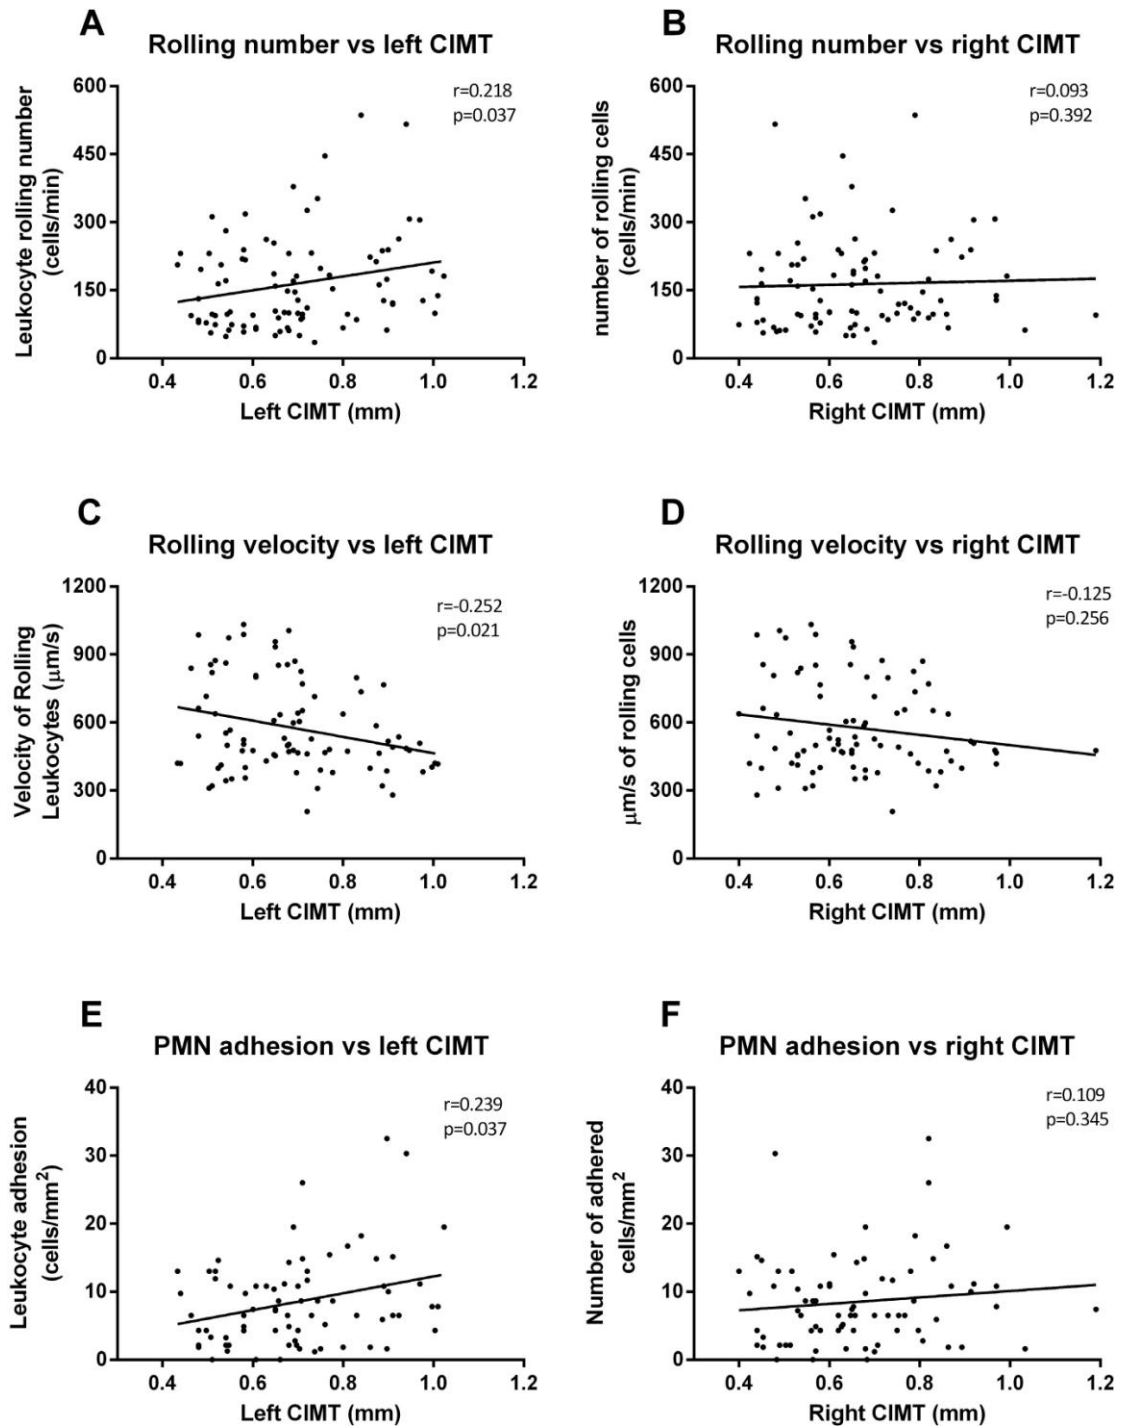 A
Rolling number vs left CIMT
r=0.218
p=0.037
Leukocyte rolling number
(cells/min)
600
450
300
150
0
0.4 0.6 0.8 1.0 1.2
Left CIMT (mm)
B
Rolling number vs right CIMT
r=0.093
p=0.392
number of rolling cells
(cells/min)
600
450
300
150
0
0.4 0.6 0.8 1.0 1.2
Right CIMT (mm)
C
Rolling velocity vs left CIMT
r=-0.252
p=0.021
Velocity of Rolling
Leukocytes (μm/s)
1200
900
600
300
0
0.4 0.6 0.8 1.0 1.2
Left CIMT (mm)
D
Rolling velocity vs right CIMT
r=-0.125
p=0.256
μm/s of rolling cells
1200
900
600
300
0
0.4 0.6 0.8 1.0 1.2
Right CIMT (mm)
E
PMN adhesion vs left CIMT
r=0.239
p=0.037
Leukocyte adhesion
(cells/mm²)
40
30
20
10
0
0.4 0.6 0.8 1.0 1.2
Left CIMT (mm)
F
PMN adhesion vs right CIMT
r=0.109
p=0.345
Number of adhered
cells/mm²
40
30
20
10
0
0.4 0.6 0.8 1.0 1.2
Right CIMT (mm)